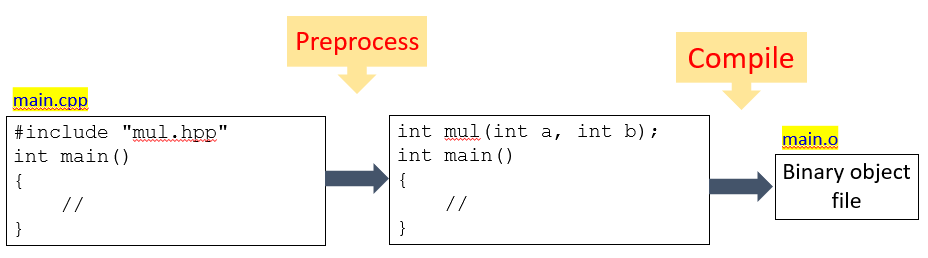 Preprocess
Compile
main.cpp
#include "mul.hpp"
int main()
{
//
}
int mul(int a, int b);
int main()
{
//
}
main.o
Binary object
file